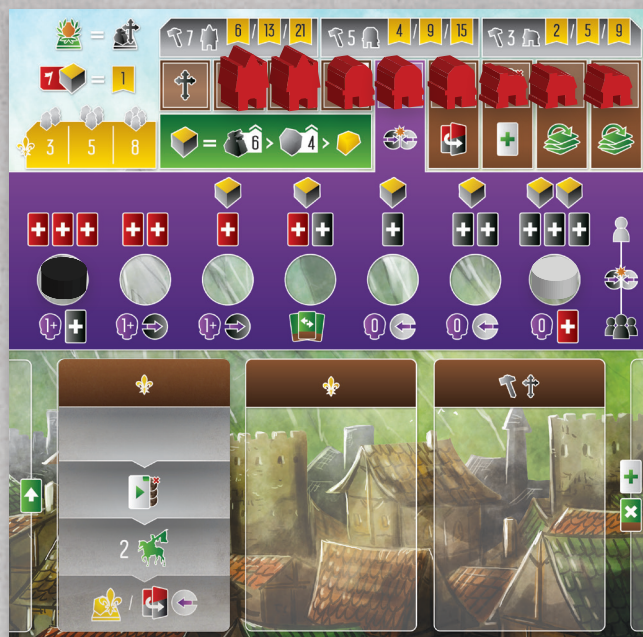 7 6 / 13 / 21 5 4 / 9 / 15 3 2 / 5 / 9
7 = 1
=
3 5 8
= 6 > 4 >
+ + + + + + + + + + + + + + +
1+ + 1+ 1+ 0 0 0 +
+
2
/